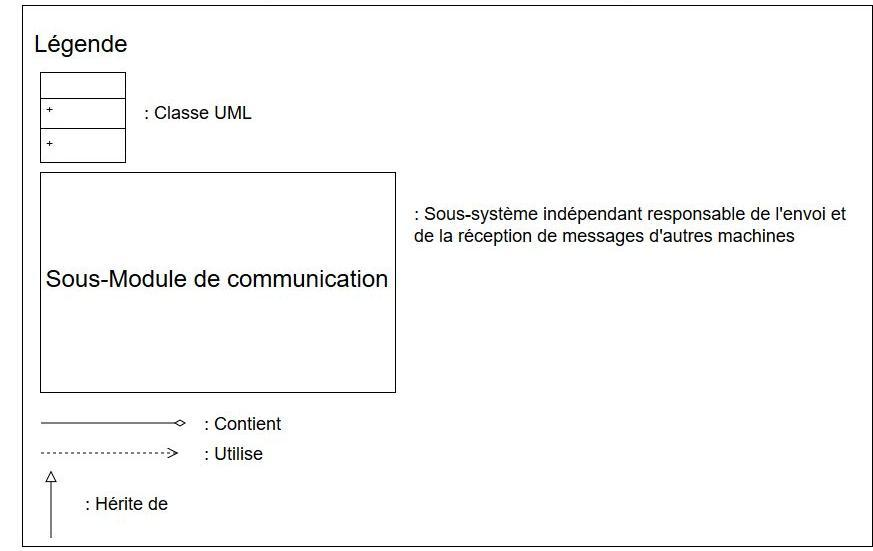 Légende
+
: Classe UML
+
: Sous-système indépendant responsable de l'envoi et
de la réception de messages d'autres machines
Sous-Module de communication
: Contient
: Utilise
: Hérite de